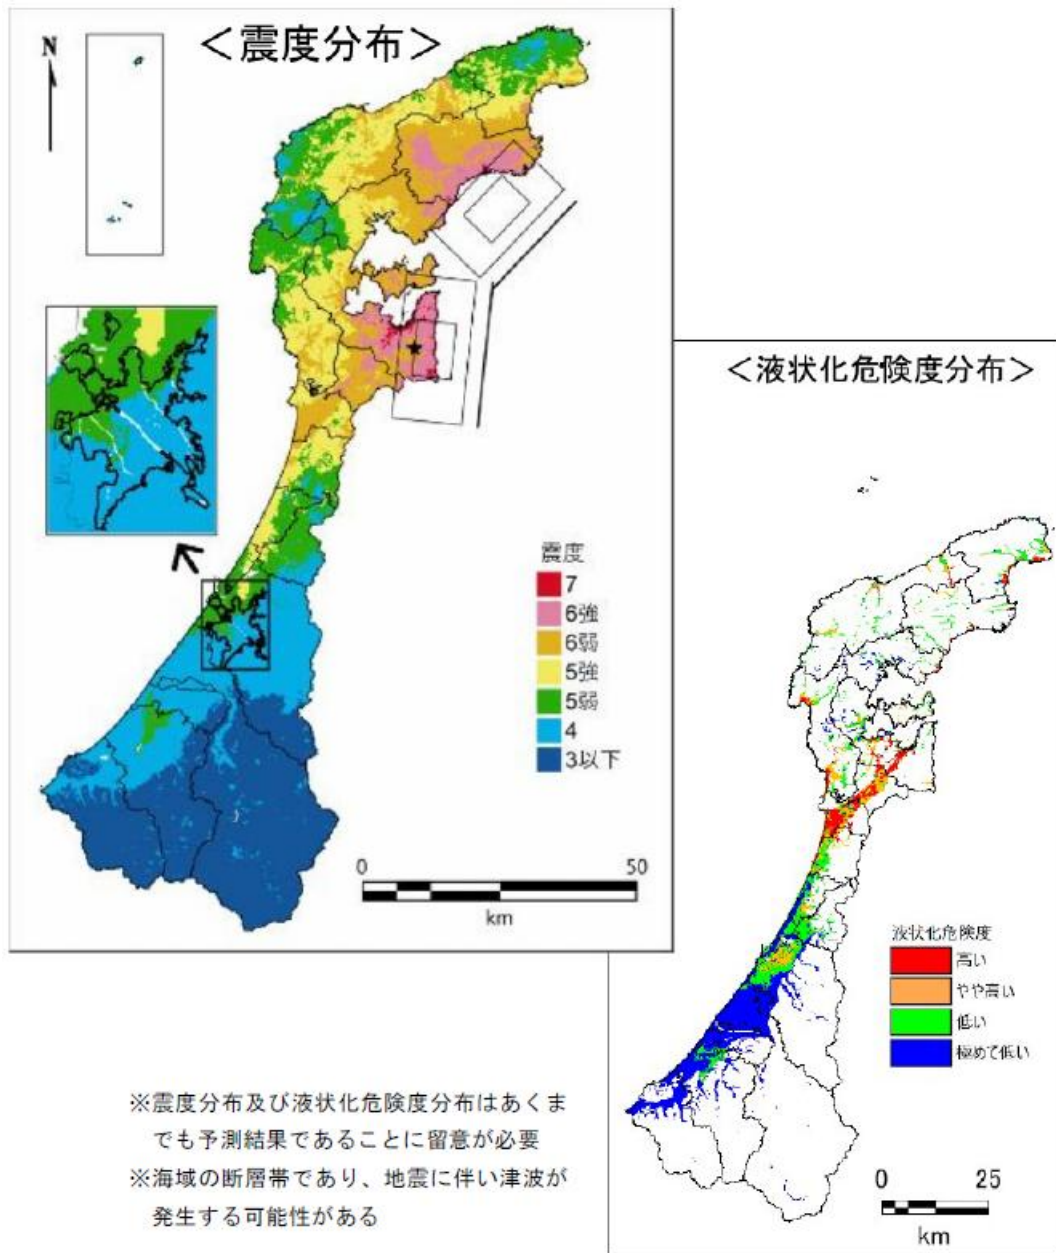 <震度分布>
N
震度
7
6強
6弱
5強
5弱
4
3以下
0 50
km
<液状化危険度分布>
液状化危険度
高い
やや高い
低い
極めて低い
0 25
km
※震度分布及び液状化危険度分布はあくま
でも予測結果であることに留意が必要
※海域の断層帯であり、地震に伴い津波が
発生する可能性がある